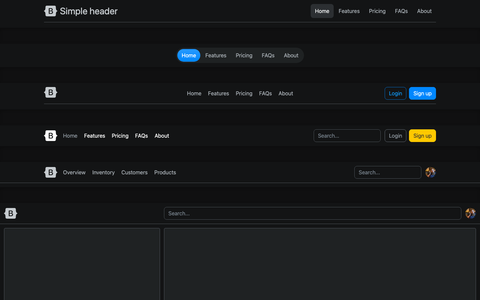 B Simple header Home Features Pricing FAQs About
Home Features Pricing FAQs About
B Home Features Pricing FAQs About Login Sign up
B Home Features Pricing FAQs About Search... Login Sign up
B Overview Inventory Customers Products Search...
B Search...